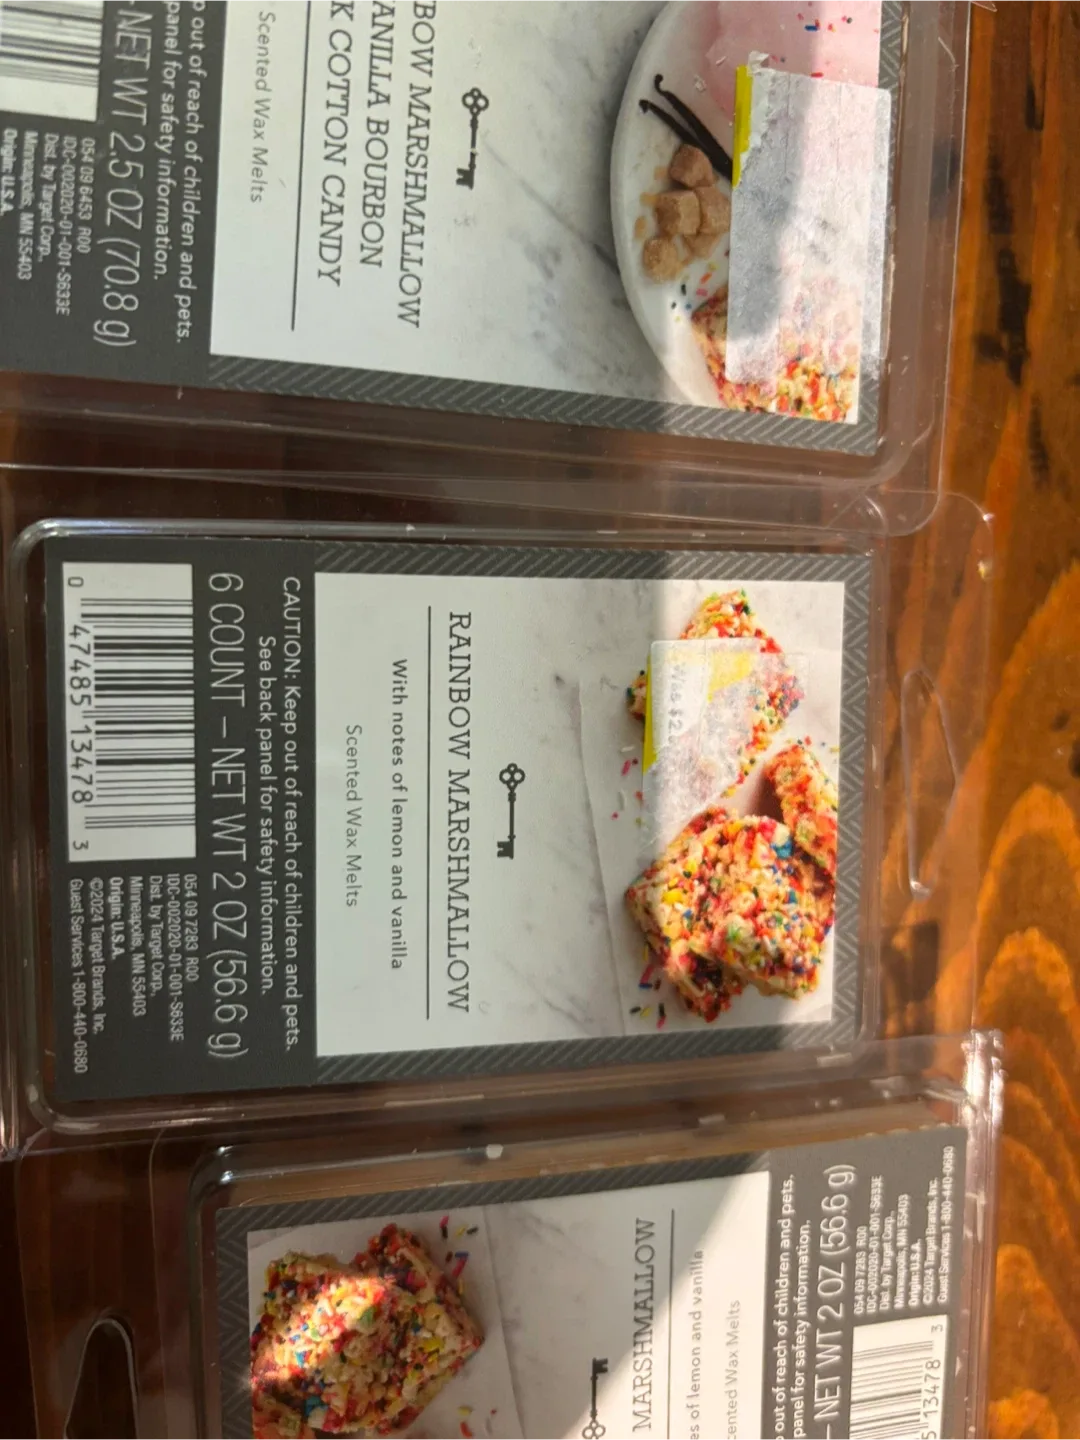 BOW MARSHMALLOW
ANILLA BOURBON
K COTTON CANDY
Scented Wax Melts
out of reach of children and pets.
panel for safety information.
NET WT 2.5 OZ (70.8 g)
054 09 6453 R00
IDC-002020-01-001-S633E
Dist. by Target Corp.,
Minneapolis, MN 55403
Origin: U.S.A.
Was $2
RAINBOW MARSHMALLOW
With notes of lemon and vanilla
Scented Wax Melts
CAUTION: Keep out of reach of children and pets.
See back panel for safety information.
6 COUNT – NET WT 2 OZ (56.6 g)
0 47485 13478 3
054 09 7283 R00
IDC-002020-01-001-S633E
Dist. by Target Corp.,
Minneapolis, MN 55403
Origin: U.S.A.
©2024 Target Brands, Inc.
Guest Services 1-800-440-0680
MARSHMALLOW
es of lemon and vanilla
cented Wax Melts
out of reach of children and pets.
panel for safety information.
– NET WT 2 OZ (56.6 g)
054 09 7283 R00
IDC-002020-01-001-S633E
Dist. by Target Corp.,
Minneapolis, MN 55403
Origin: U.S.A.
©2024 Target Brands, Inc.
Guest Services 1-800-440-0680
5 13478 3